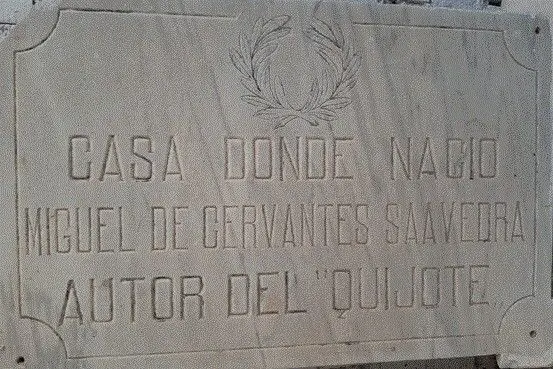 CASA DONDE NACIO
MIGUEL DE CERVANTES SAAVEDRA
AUTOR DEL "QUIJOTE„